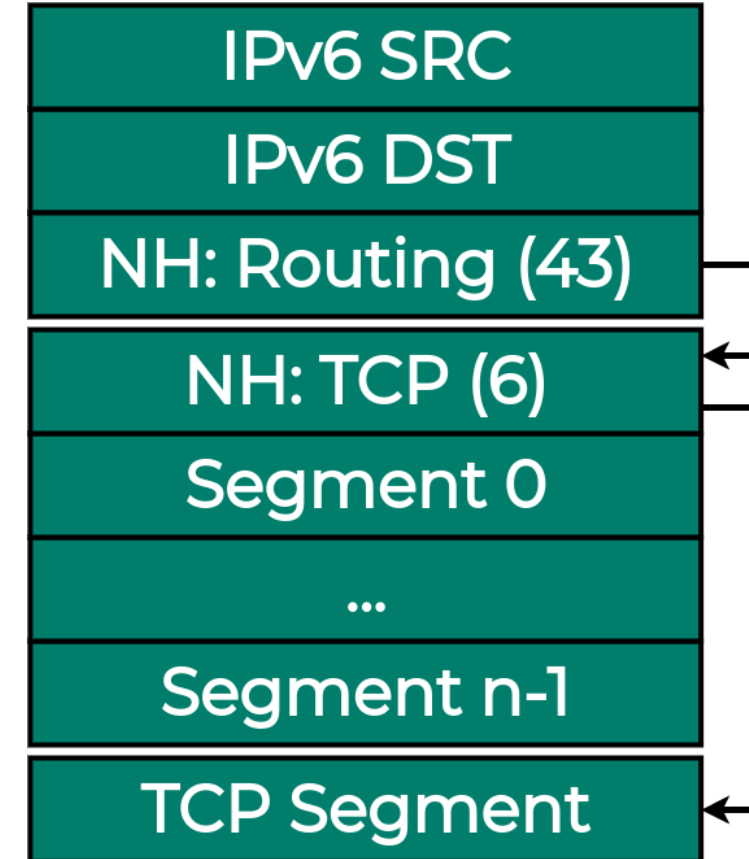 IPv6 SRC
IPv6 DST
NH: Routing (43)
NH: TCP (6)
Segment 0
...
Segment n-1
TCP Segment